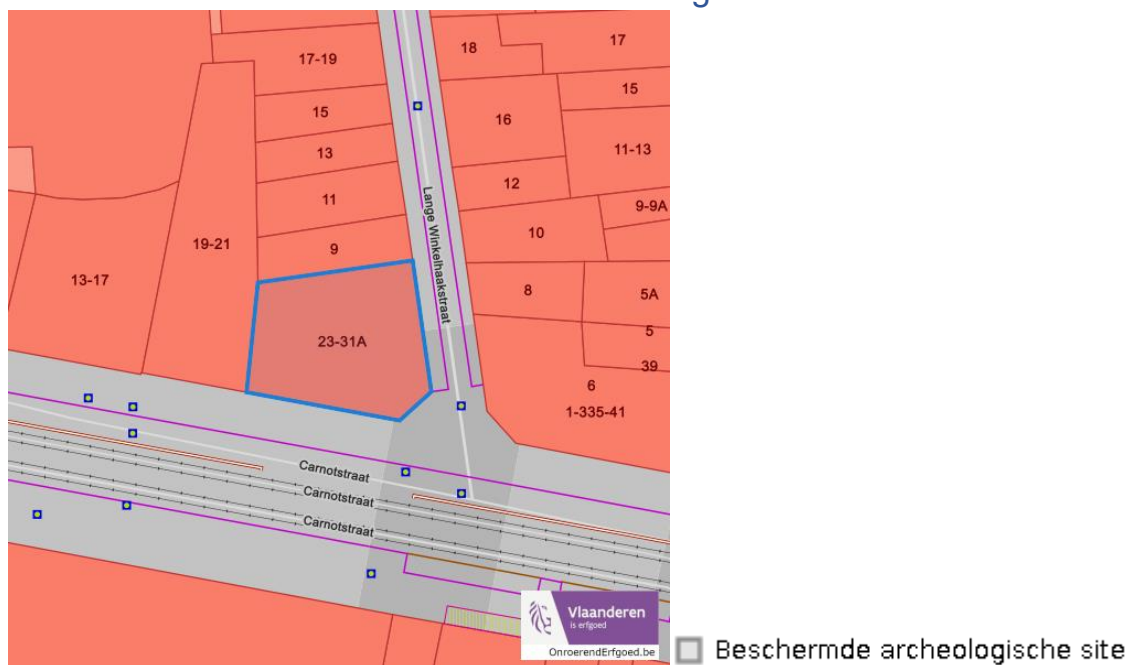 17-19
18
17
15
15
16
13
11-13
12
11
9-9A
10
19-21
9
13-17
Lange Winkelhaakstraat
8
5A
5
23-31A
39
6
1-335-41
Carnotstraat
Carnotstraat
Carnotstraat
Vlaanderen
is erfgoed
OnroerendErfgoed.be
Beschermde archeologische site